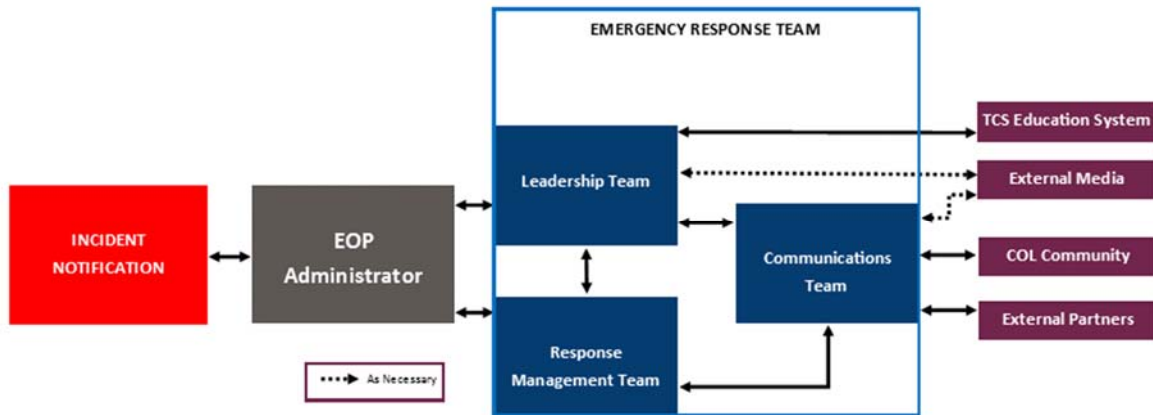 EMERGENCY RESPONSE TEAM
INCIDENT
NOTIFICATION
EOP
Administrator
Leadership Team
Response
Management Team
Communications
Team
TCS Education System
External Media
COL Community
External Partners
As Necessary